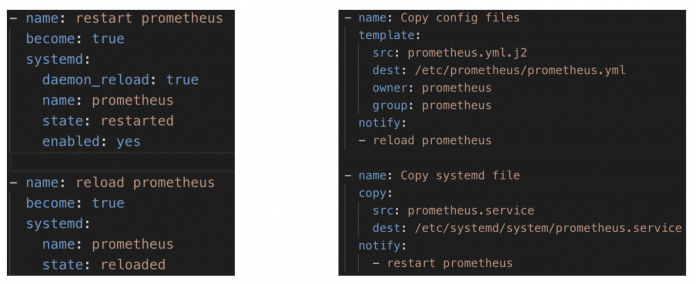 - name: restart prometheus
  become: true
  systemd:
    daemon_reload: true
    name: prometheus
    state: restarted
    enabled: yes

- name: reload prometheus
  become: true
  systemd:
    name: prometheus
    state: reloaded

- name: Copy config files
  template:
    src: prometheus.yml.j2
    dest: /etc/prometheus/prometheus.yml
    owner: prometheus
    group: prometheus
  notify:
  - reload prometheus

- name: Copy systemd file
  copy:
    src: prometheus.service
    dest: /etc/systemd/system/prometheus.service
  notify:
    - restart prometheus